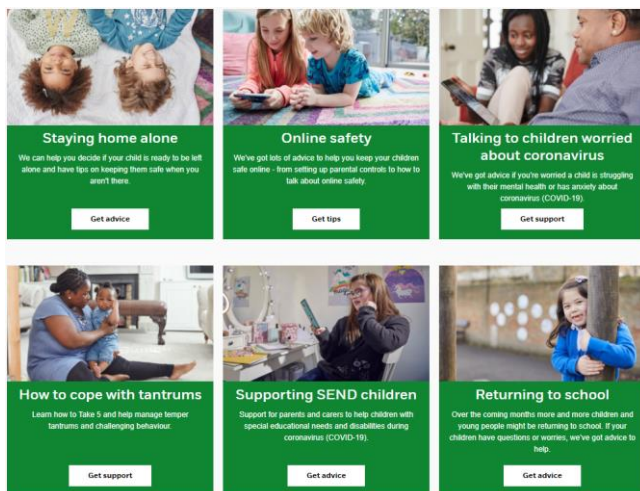 Staying home alone
We can help you decide if your child is ready to be left
alone and have tips on keeping them safe when you
aren't there.
Get advice
Online safety
We've got lots of advice to help you keep your children
safe online - from setting up parental controls to how to
talk about online safety.
Get tips
Talking to children worried
about coronavirus
We've got advice if you're worried a child is struggling
with their mental health or has anxiety about
coronavirus (COVID-19).
Get support
How to cope with tantrums
Learn how to Take 5 and help manage temper
tantrums and challenging behaviour.
Get support
Supporting SEND children
Support for parents and carers to help children with
special educational needs and disabilities during
coronavirus (COVID-19).
Get advice
Returning to school
Over the coming months more and more children and
young people might be returning to school. If your
children have questions or worries, we've got advice to
help.
Get advice